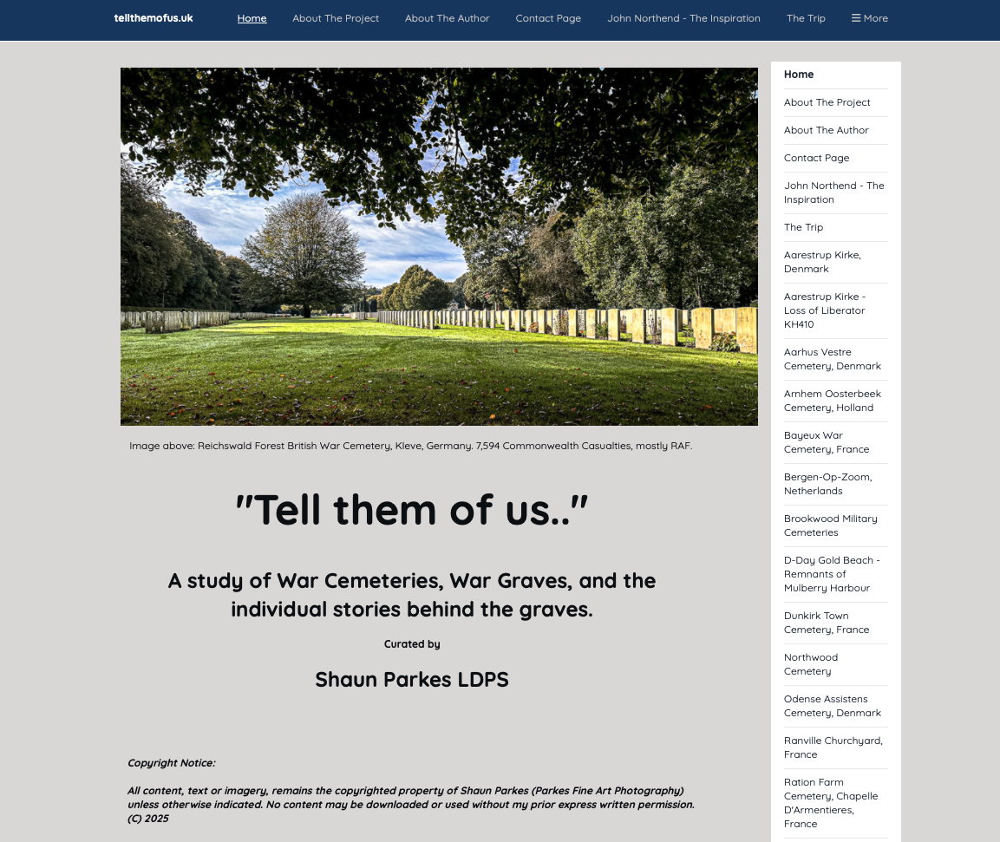 tellthemofus.uk
Home
About The Project
About The Author
Contact Page
John Northend - The Inspiration
The Trip
More
Image above: Reichswald Forest British War Cemetery, Kleve, Germany. 7,594 Commonwealth Casualties, mostly RAF.
"Tell them of us.."
A study of War Cemeteries, War Graves, and the
individual stories behind the graves.
Curated by
Shaun Parkes LDPS
Copyright Notice:
All content, text or imagery, remains the copyrighted property of Shaun Parkes (Parkes Fine Art Photography)
unless otherwise indicated. No content may be downloaded or used without my prior express written permission.
(C) 2025
Home
About The Project
About The Author
Contact Page
John Northend - The
Inspiration
The Trip
Aarestrup Kirke,
Denmark
Aarestrup Kirke -
Loss of Liberator
KH410
Aarhus Vestre
Cemetery, Denmark
Arnhem Oosterbeek
Cemetery, Holland
Bayeux War
Cemetery, France
Bergen-Op-Zoom,
Netherlands
Brookwood Military
Cemeteries
D-Day Gold Beach -
Remnants of
Mulberry Harbour
Dunkirk Town
Cemetery, France
Northwood
Cemetery
Odense Assistens
Cemetery, Denmark
Ranville Churchyard,
France
Ration Farm
Cemetery, Chapelle
D'Armentieres,
France